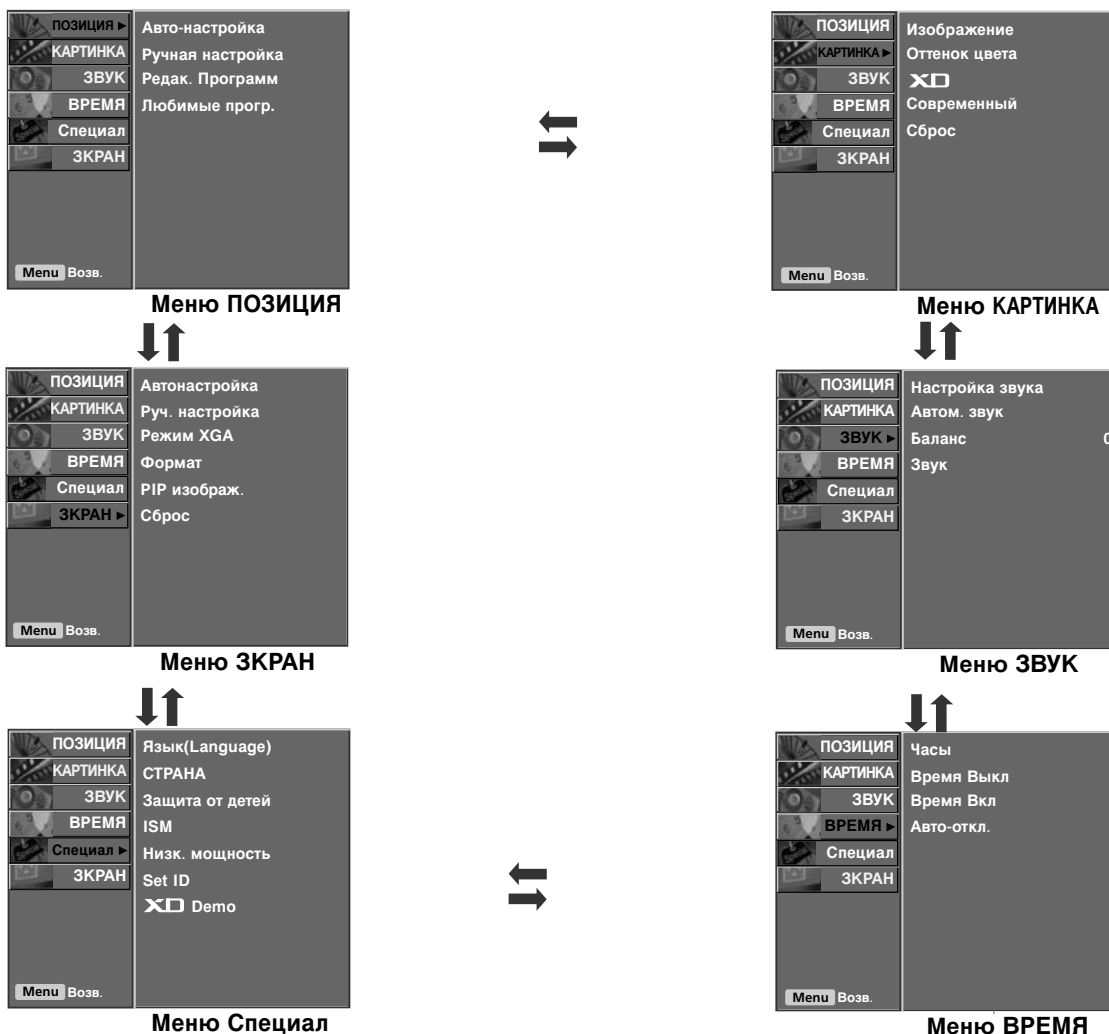 ПОЗИЦИЯ ►
КАРТИНКА
ЗВУК
ВРЕМЯ
Специал
ЗКРАН
Авто-настройка
Ручная настройка
Редак. Программ
Любимые прогр.
Menu Возв.
Меню ПОЗИЦИЯ
ПОЗИЦИЯ
КАРТИНКА ►
ЗВУК
ВРЕМЯ
Специал
ЗКРАН
Изображение
Оттенок цвета
XD
Современный
Сброс
Menu Возв.
Меню КАРТИНКА
ПОЗИЦИЯ
КАРТИНКА
ЗВУК
ВРЕМЯ
Специал
ЗКРАН ►
Автонастройка
Руч. настройка
Режим XGA
Формат
PIP изображ.
Сброс
Menu Возв.
Меню ЗКРАН
ПОЗИЦИЯ
КАРТИНКА
ЗВУК ►
ВРЕМЯ
Специал
ЗКРАН
Настройка звука
Автом. звук
Баланс 0
Звук
Menu Возв.
Меню ЗВУК
ПОЗИЦИЯ
КАРТИНКА
ЗВУК
ВРЕМЯ
Специал ►
ЗКРАН
Язык(Language)
СТРАНА
Защита от детей
ISM
Низк. мощность
Set ID
XD Demo
Menu Возв.
Меню Специал
ПОЗИЦИЯ
КАРТИНКА
ЗВУК
ВРЕМЯ ►
Специал
ЗКРАН
Часы
Время Выкл
Время Вкл
Авто-откл.
Menu Возв.
Меню ВРЕМЯ